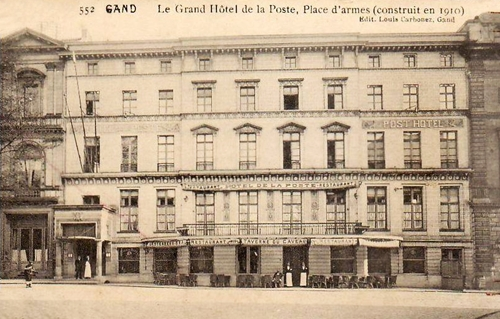 552 GAND Le Grand Hôtel de la Poste, Place d'armes (construit en 1910)
Edit. Louis Carbonez, Gand
POST-HOTEL
RESTAURANT HOTEL DE LA POSTE RESTAURANT
RESTAURANT TAVERNE DU CAVEAU